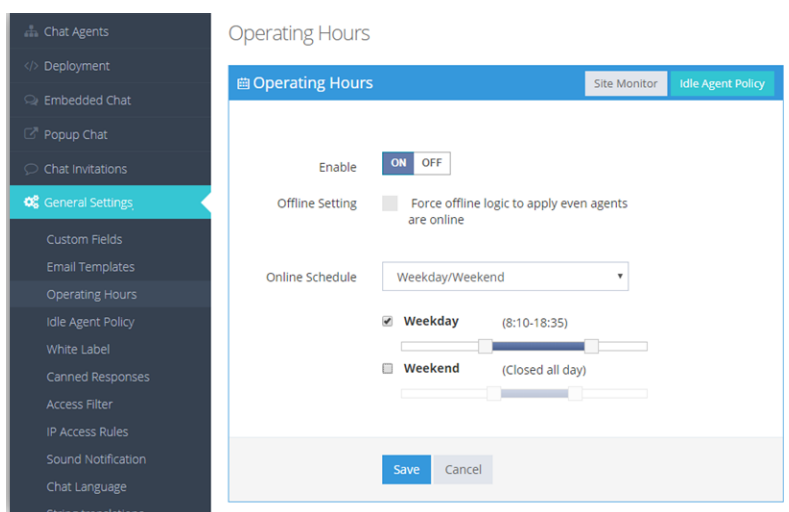 Chat Agents
Deployment
Embedded Chat
Popup Chat
Chat Invitations
General Settings
Custom Fields
Email Templates
Operating Hours
Idle Agent Policy
White Label
Canned Responses
Access Filter
IP Access Rules
Sound Notification
Chat Language
String translations
Operating Hours
Operating Hours
Site Monitor
Idle Agent Policy
Enable
ON OFF
Offline Setting
Force offline logic to apply even agents
are online
Online Schedule
Weekday/Weekend
Weekday (8:10-18:35)
Weekend (Closed all day)
Save Cancel